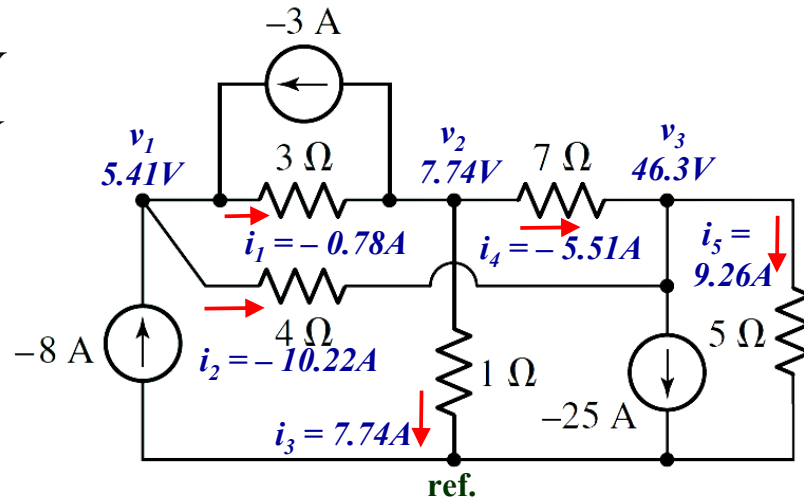 –3 A
v1
5.41V
3 Ω
v2
7.74V
7 Ω
v3
46.3V
i1 = – 0.78A
i4 = – 5.51A
i5 =
9.26A
–8 A
4 Ω
i2 = – 10.22A
1 Ω
5 Ω
–25 A
i3 = 7.74A
ref.